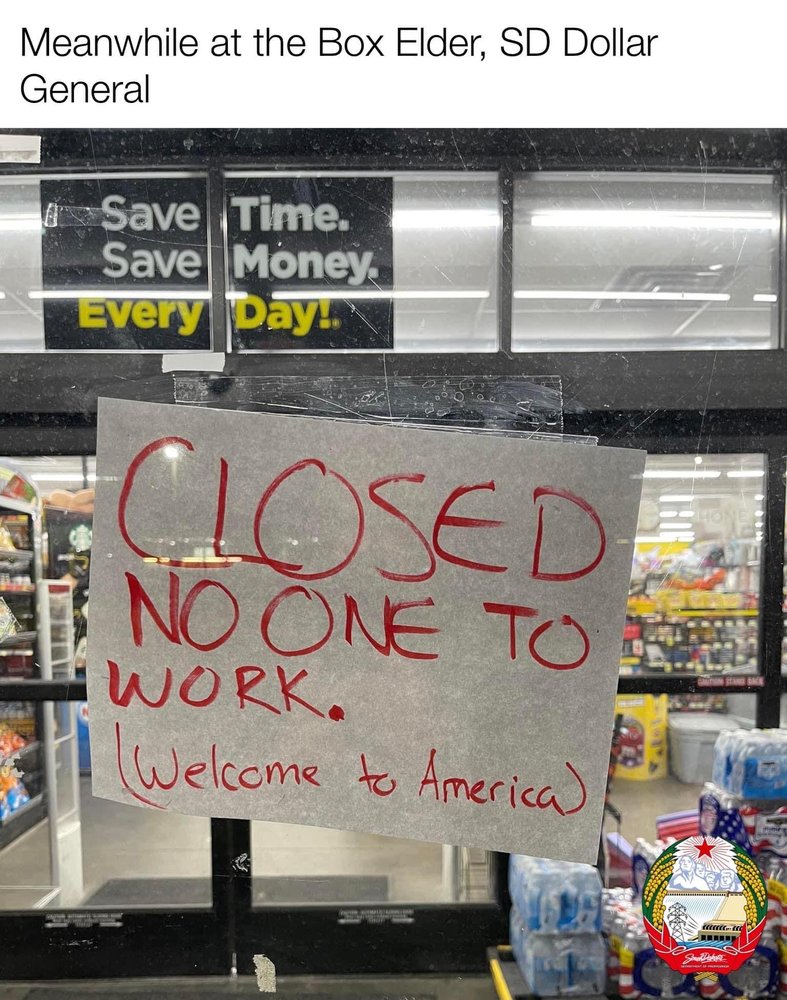 Meanwhile at the Box Elder, SD Dollar
General
Save Time.
Save Money.
Every Day!
CLOSED
NO ONE TO
WORK.
(Welcome to America)